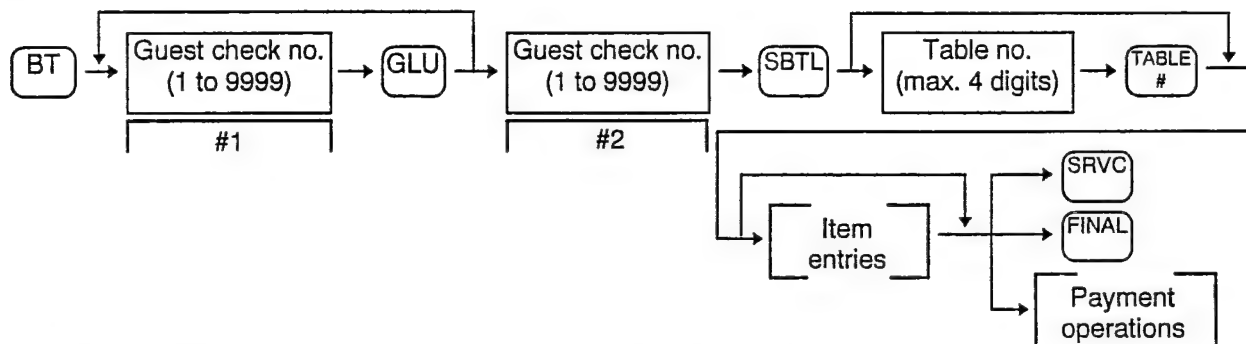 BT
Guest check no.
(1 to 9999)
#1
GLU
Guest check no.
(1 to 9999)
#2
SBTL
Table no.
(max. 4 digits)
TABLE
#
Item
entries
SRVC
FINAL
Payment
operations